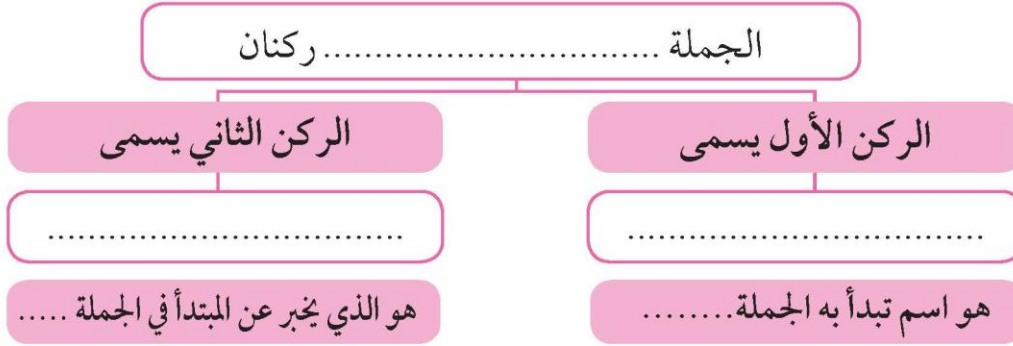 الجملة ................................ ركنان
الركن الأول يسمى
الركن الثاني يسمى
...................................
...................................
هو اسم تبدأ به الجملة.........
هو الذي يخبر عن المبتدأ في الجملة .....